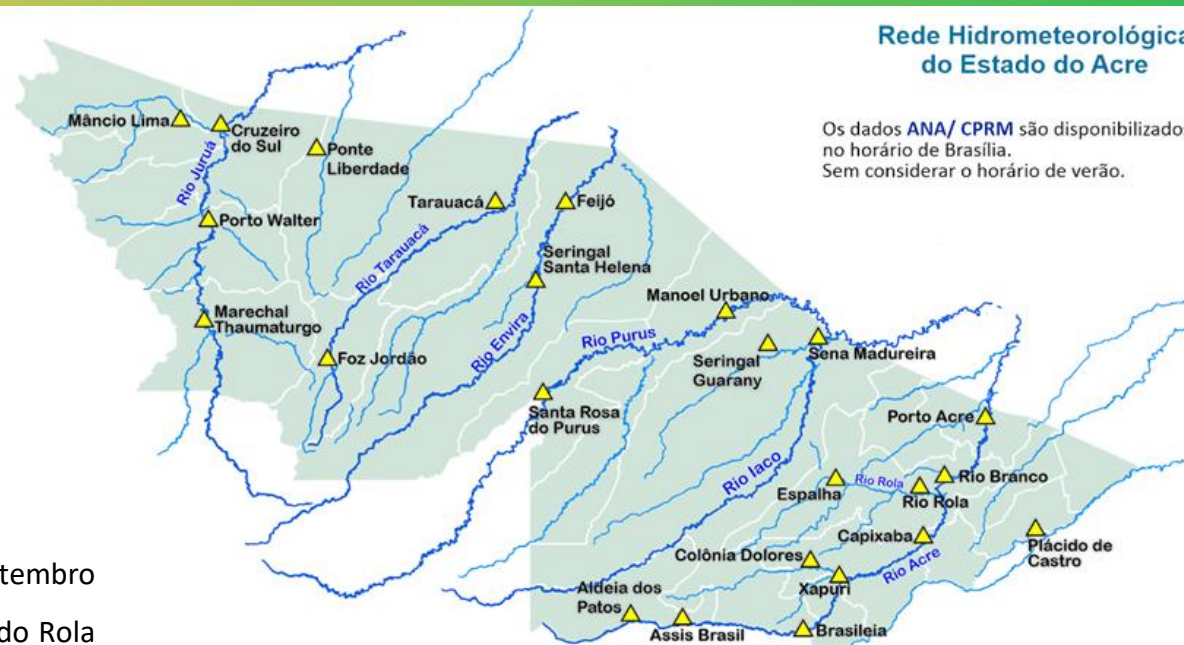 Rede Hidrometeorológica
do Estado do Acre
Os dados ANA/ CPRM são disponibilizado
no horário de Brasília.
Sem considerar o horário de verão.
Mâncio Lima
Cruzeiro
do Sul
Ponte
Liberdade
Rio Juruá
Porto Walter
Tarauacá
Feijó
Rio Tarauacá
Seringal
Santa Helena
Marechal
Thaumaturgo
Foz Jordão
Rio Envira
Manoel Urbano
Rio Purus
Seringal
Guarany
Sena Madureira
Santa Rosa
do Purus
Porto Acre
Rio Iaco
Espalha
Rio Rola
Rio Rola
Rio Branco
Capixaba
Plácido de
Castro
Colônia Dolores
Rio Acre
Xapuri
Aldeia dos
Patos
Assis Brasil
Brasileia
tembro
do Rola